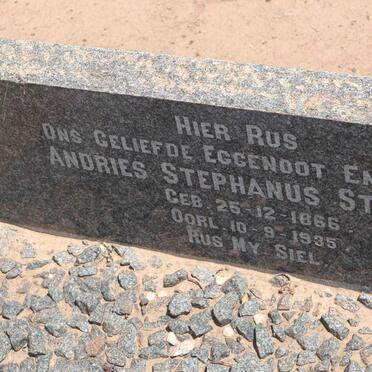 HIER RUS
ONS GELIEFDE EGGENOOT EN
ANDRIES STEPHANUS ST
GEB. 25-12-1866
OORL. 10-9-1935
RUS MY SIEL